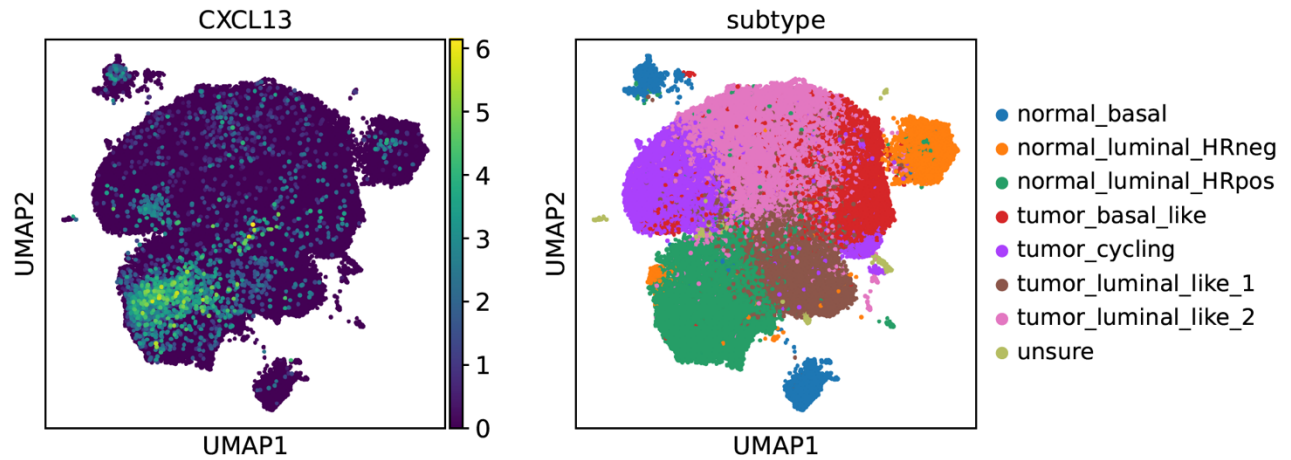 CXCL13
subtype
UMAP2
UMAP1
6
5
4
3
2
1
0
UMAP2
UMAP1
normal_basal
normal_luminal_HRneg
normal_luminal_HRpos
tumor_basal_like
tumor_cycling
tumor_luminal_like_1
tumor_luminal_like_2
unsure